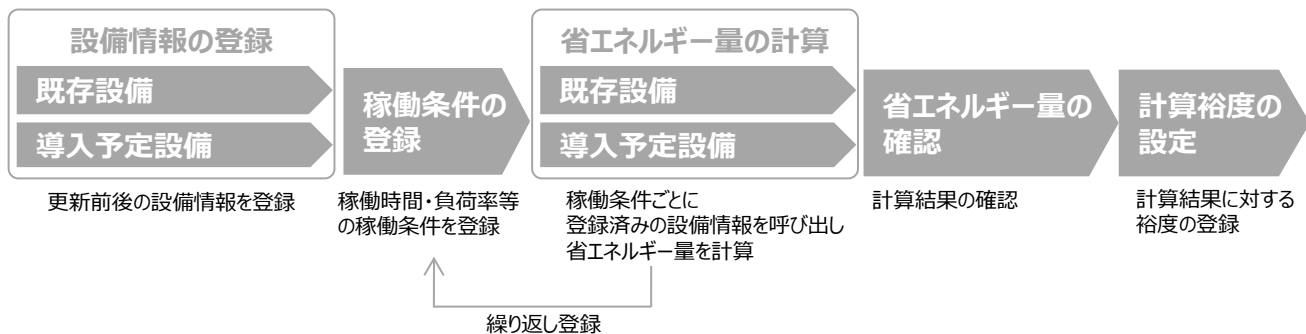 設備情報の登録
既存設備
導入予定設備
更新前後の設備情報を登録
稼働条件の
登録
稼働時間・負荷率等
の稼働条件を登録
省エネルギー量の計算
既存設備
導入予定設備
稼働条件ごとに
登録済みの設備情報を呼び出し
省エネルギー量を計算
省エネルギー量の
確認
計算結果の確認
計算裕度の
設定
計算結果に対する
裕度の登録
繰り返し登録